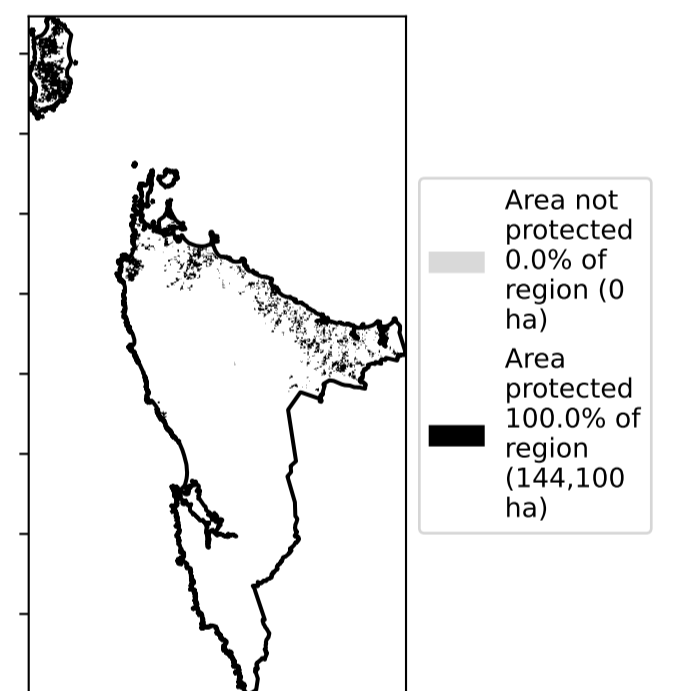 Area not
protected
0.0% of
region (0
ha)
Area
protected
100.0% of
region
(144,100
ha)